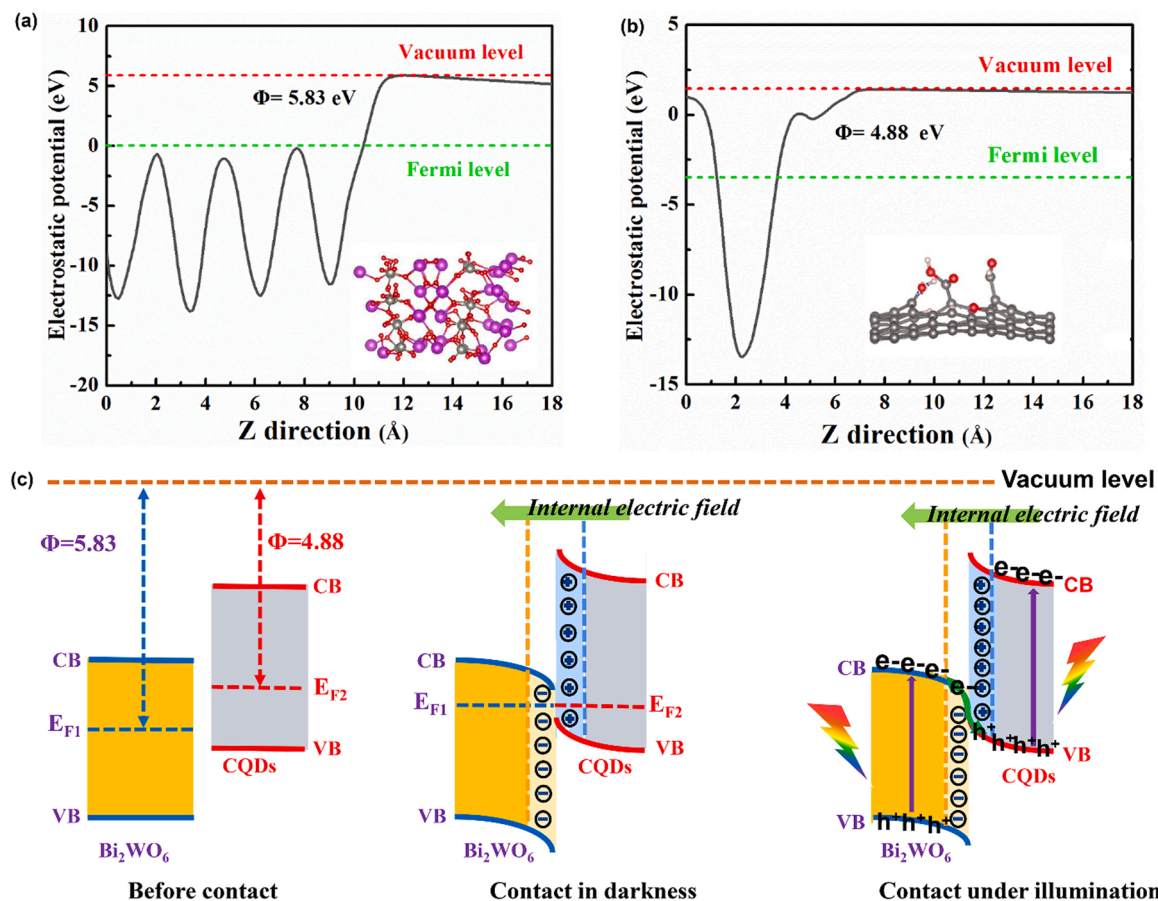 (a)
10
5
0
-5
-10
-15
-20
Electrostatic potential (eV)
Vacuum level
Φ= 5.83 eV
Fermi level
0 2 4 6 8 10 12 14 16 18
Z direction (Å)
(b)
5
0
-5
-10
-15
Electrostatic potential (eV)
Vacuum level
Φ= 4.88 eV
Fermi level
0 2 4 6 8 10 12 14 16 18
Z direction (Å)
(c)
Vacuum level
Φ=5.83
Φ=4.88
CB
CB
E_F1
E_F2
VB
VB
CQDs
Bi₂WO₆
Before contact
Internal electric field
CB
CB
E_F1
E_F2
VB
VB
CQDs
Bi₂WO₆
Contact in darkness
Internal electric field
e-e-e-
CB
CB
e-e-e-
e-
h⁺h⁺h⁺h⁺
VB
CQDs
VB
h⁺h⁺h⁺
Bi₂WO₆
Contact under illumination